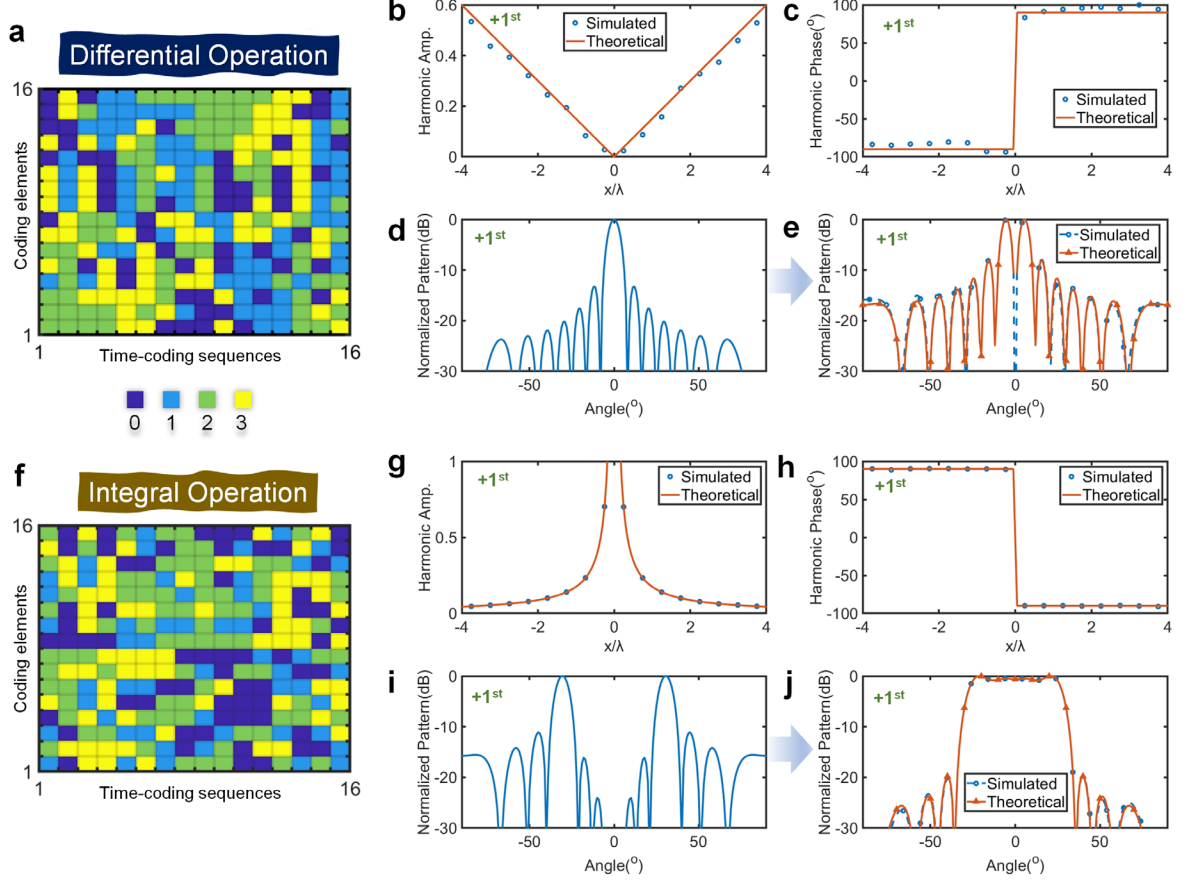 a
Differential Operation
16
Coding elements
1
1
16
Time-coding sequences
0
1
2
3
b
+1st
Simulated
Theoretical
Harmonic Amp.
0.6
0.4
0.2
0
-4
-2
0
2
4
x/λ
c
+1st
Simulated
Theoretical
Harmonic Phase(°)
100
50
0
-50
-100
-4
-2
0
2
4
x/λ
d
+1st
Normalized Pattern(dB)
0
-10
-20
-30
-50
0
50
Angle(°)
e
+1st
Simulated
Theoretical
Normalized Pattern(dB)
0
-10
-20
-30
-50
0
50
Angle(°)
f
Integral Operation
16
Coding elements
1
1
16
Time-coding sequences
g
+1st
Simulated
Theoretical
Harmonic Amp.
1
0.5
0
-4
-2
0
2
4
x/λ
h
+1st
Simulated
Theoretical
Harmonic Phase(°)
100
50
0
-50
-100
-4
-2
0
2
4
x/λ
i
+1st
Normalized Pattern(dB)
0
-10
-20
-30
-50
0
50
Angle(°)
j
+1st
Simulated
Theoretical
Normalized Pattern(dB)
0
-10
-20
-30
-50
0
50
Angle(°)